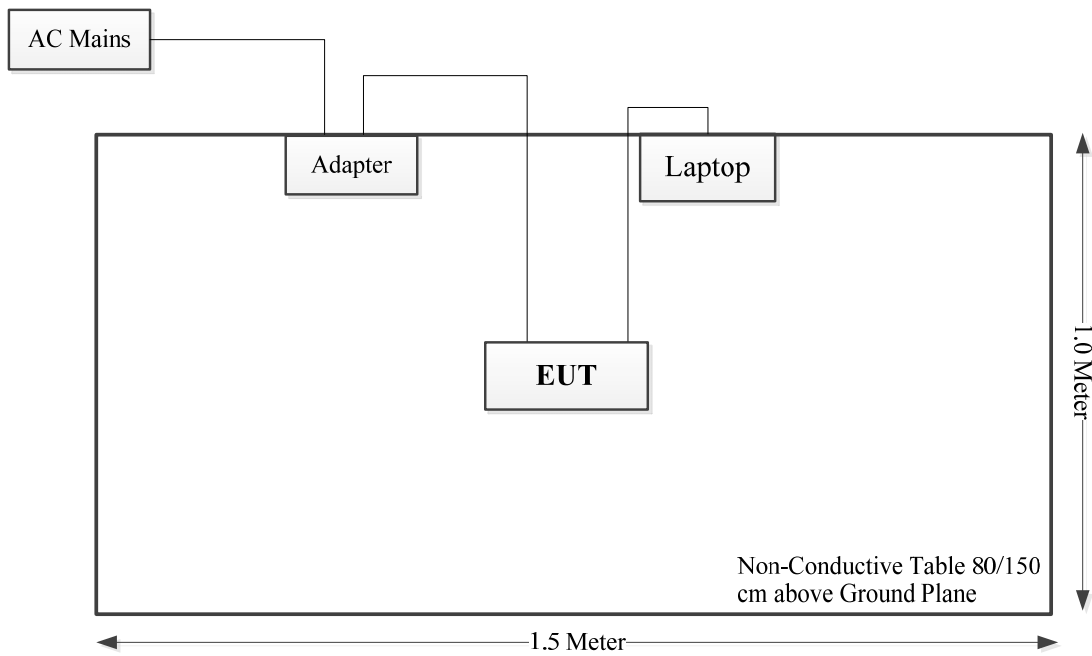 AC Mains
Adapter
Laptop
EUT
1.0 Meter
Non-Conductive Table 80/150
cm above Ground Plane
1.5 Meter